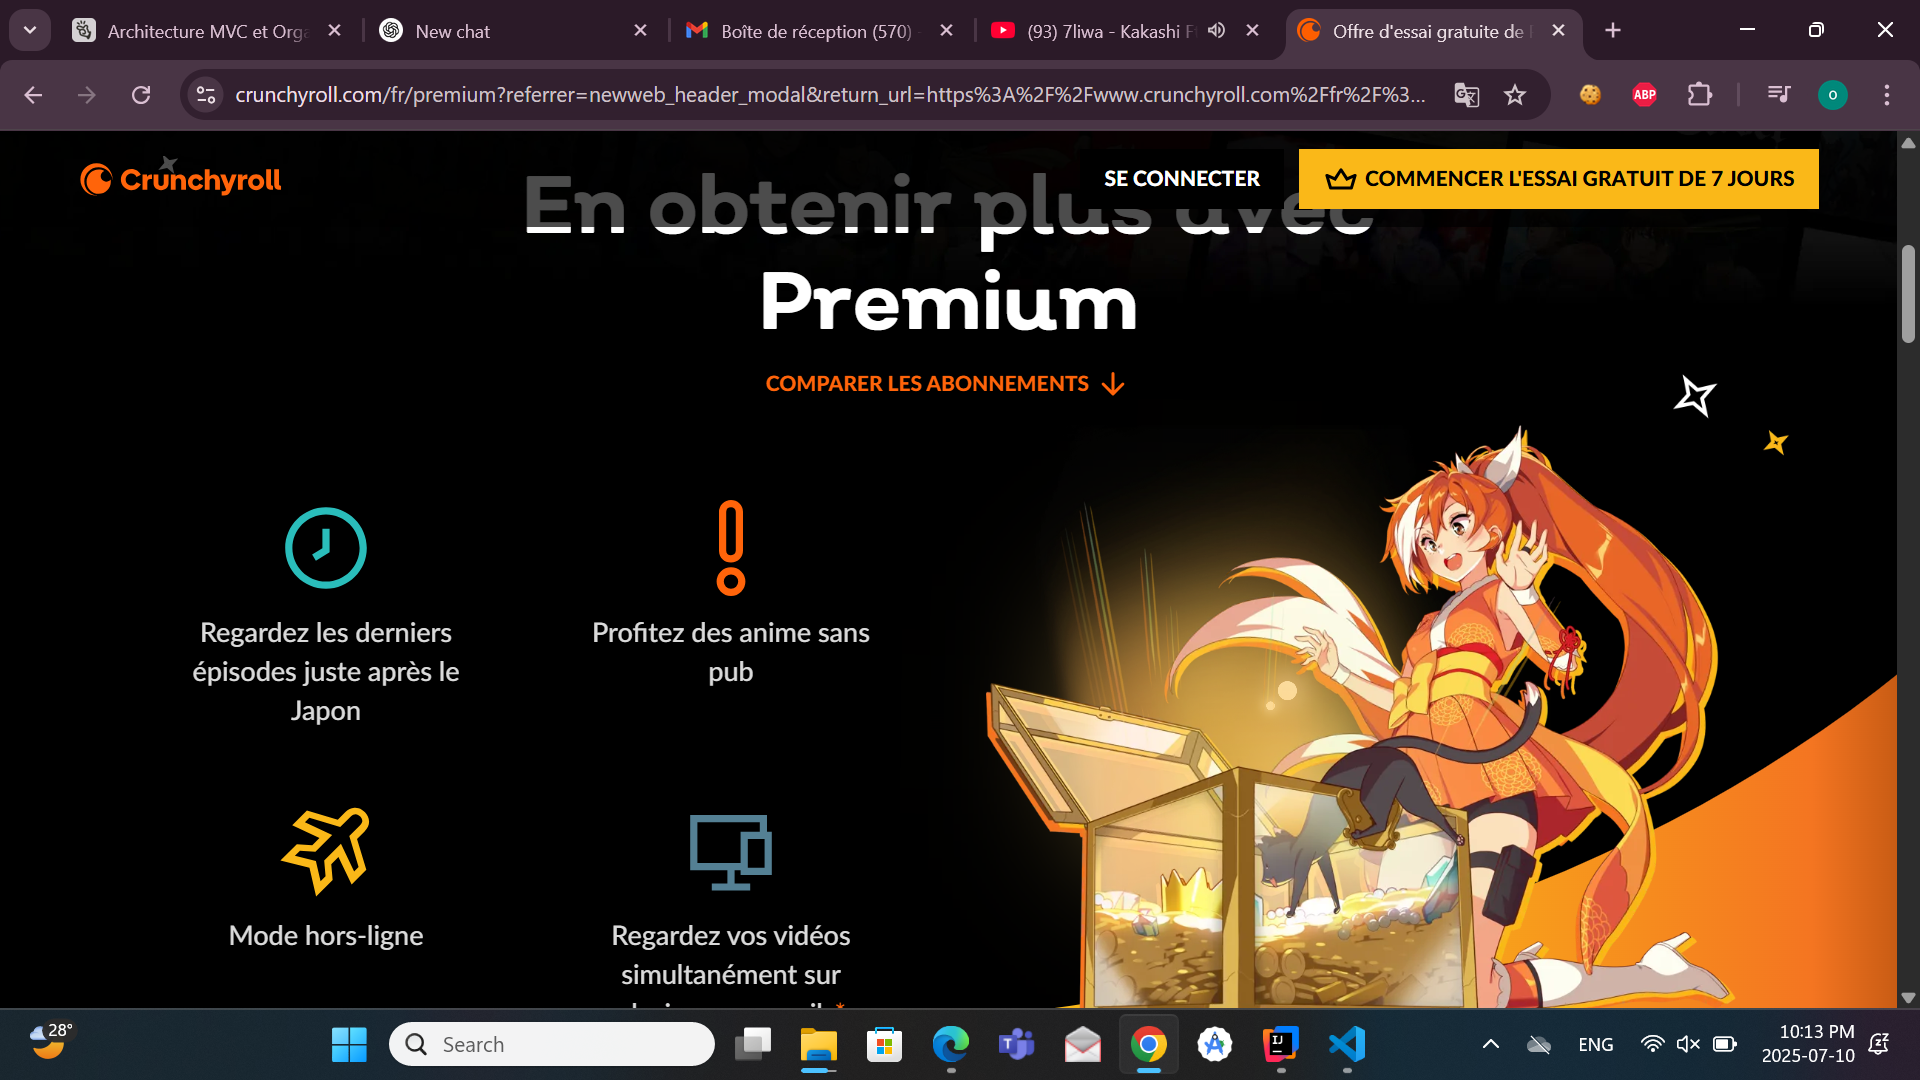 Architecture MVC et Orga
New chat
Boîte de réception (570) -
(93) 7liwa - Kakashi Ft
Offre d'essai gratuite de
crunchyroll.com/fr/premium?referrer=newweb_header_modal&return_url=https%3A%2F%2Fwww.crunchyroll.com%2Ffr%2F%3...
ABP
O
Crunchyroll
SE CONNECTER
COMMENCER L'ESSAI GRATUIT DE 7 JOURS
En obtenir plus avec
Premium
COMPARER LES ABONNEMENTS
Regardez les derniers
épisodes juste après le
Japon
Profitez des anime sans
pub
Mode hors-ligne
Regardez vos vidéos
simultanément sur
28°
Search
ENG
10:13 PM
2025-07-10